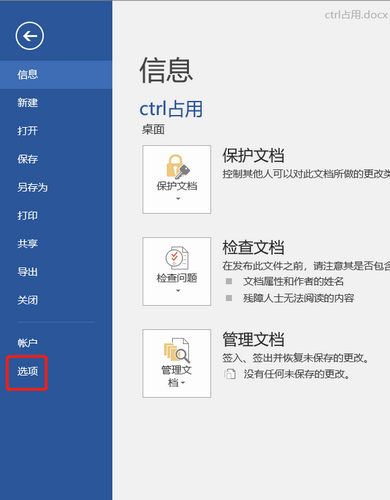 ctrl占用.docx
信息
新建
打开
保存
另存为
打印
共享
导出
关闭
帐户
选项
信息
ctrl占用
桌面
保护文档
保护文档
控制其他人可以对此文档所做的更改类
检查问题
检查文档
在发布此文件之前，请注意其是否包含
文档属性和作者的姓名
残障人士无法阅读的内容
管理文
档
管理文档
签入、签出并恢复未保存的更改。
没有任何未保存的更改。